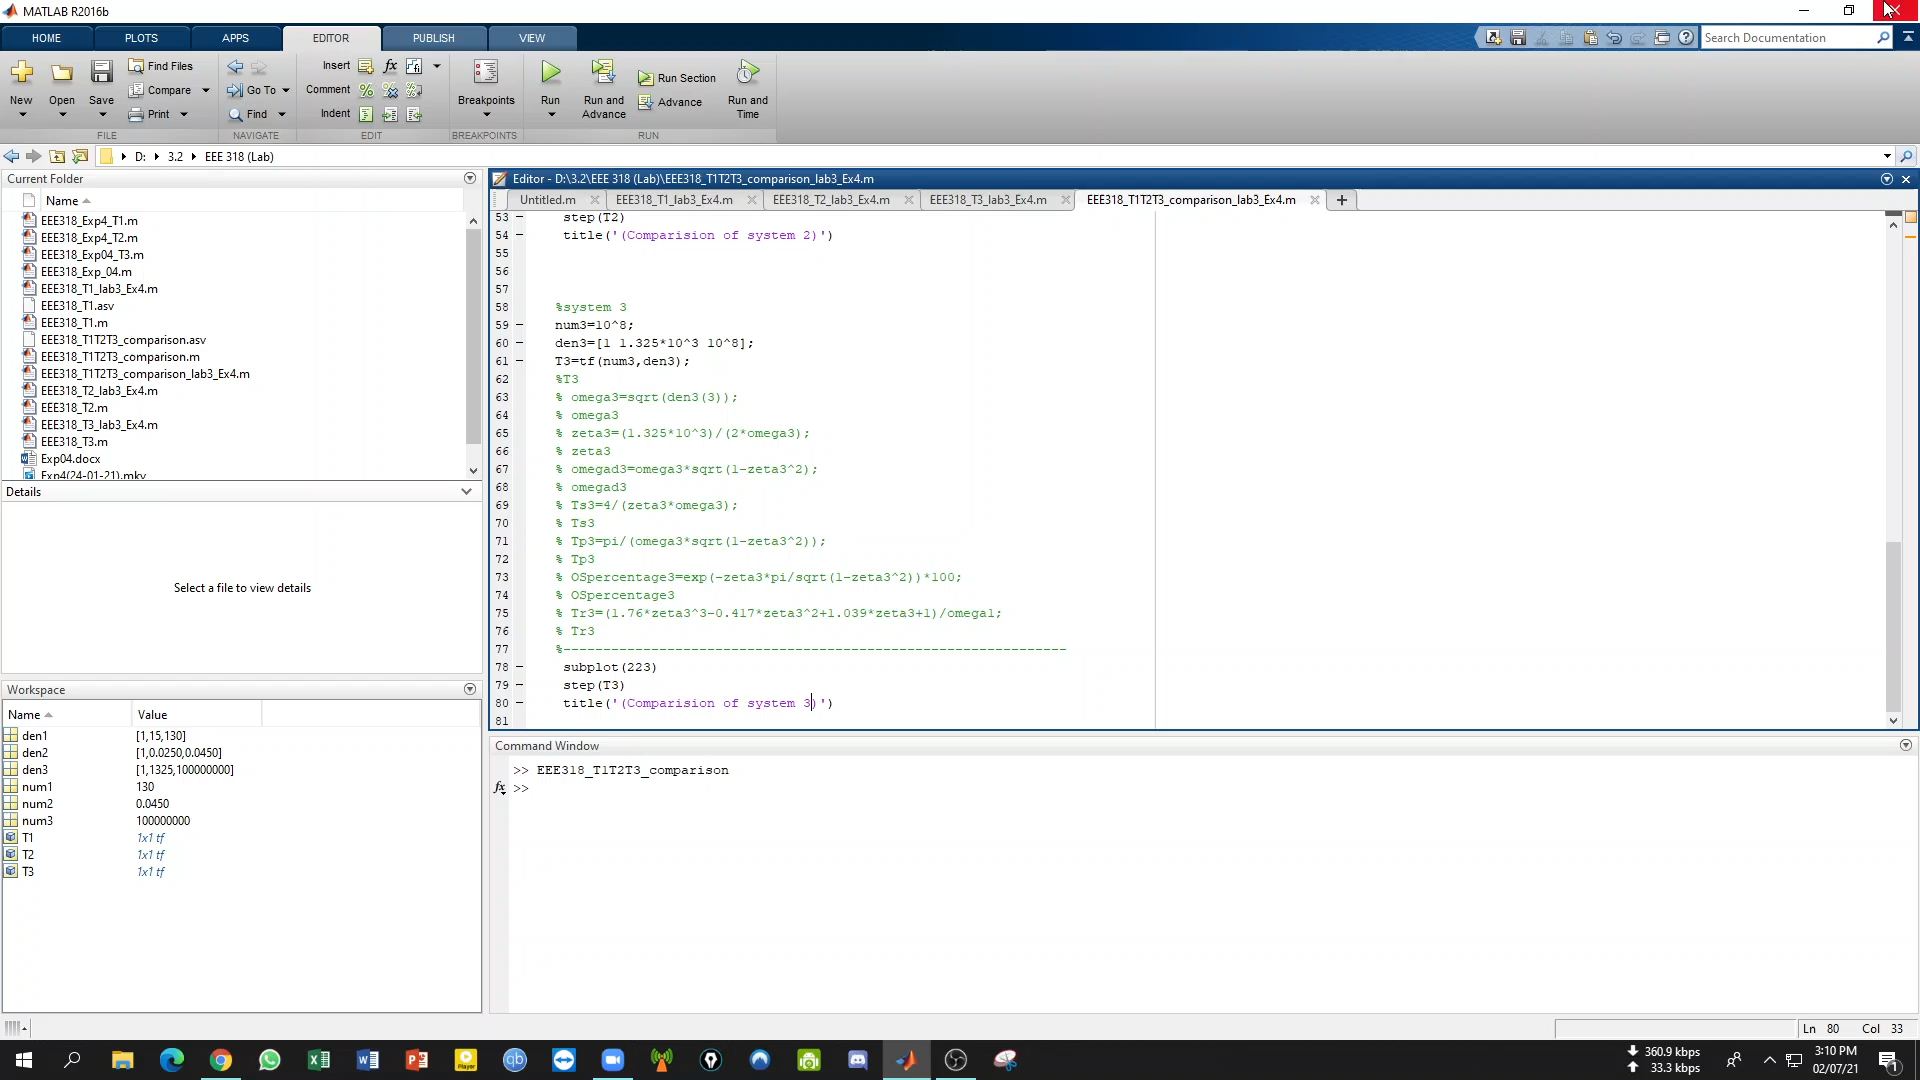 MATLAB R2016b
HOME PLOTS APPS EDITOR PUBLISH VIEW
Search Documentation
New Open Save
Find Files
Compare
Print
FILE
Go To
Find
NAVIGATE
Insert fx
Comment
Indent
EDIT
Breakpoints
BREAKPOINTS
Run
Run and Advance
Run Section
Advance
Run and Time
RUN
D: 3.2 EEE 318 (Lab)
Current Folder
Name
EEE318_Exp4_T1.m
EEE318_Exp4_T2.m
EEE318_Exp04_T3.m
EEE318_Exp_04.m
EEE318_T1_lab3_Ex4.m
EEE318_T1.asv
EEE318_T1.m
EEE318_T1T2T3_comparison.asv
EEE318_T1T2T3_comparison.m
EEE318_T1T2T3_comparison_lab3_Ex4.m
EEE318_T2_lab3_Ex4.m
EEE318_T2.m
EEE318_T3_lab3_Ex4.m
EEE318_T3.m
Exp04.docx
Exp4(24-01-21).mkv
Details
Select a file to view details
Workspace
Name Value
den1 [1,15,130]
den2 [1,0.0250,0.0450]
den3 [1,1325,100000000]
num1 130
num2 0.0450
num3 100000000
T1 1x1 tf
T2 1x1 tf
T3 1x1 tf
Editor - D:\3.2\EEE 318 (Lab)\EEE318_T1T2T3_comparison_lab3_Ex4.m
Untitled.m EEE318_T1_lab3_Ex4.m EEE318_T2_lab3_Ex4.m EEE318_T3_lab3_Ex4.m EEE318_T1T2T3_comparison_lab3_Ex4.m
53 – step(T2)
54 – title('(Comparision of system 2)')
55
56
57
58 %system 3
59 – num3=10^8;
60 – den3=[1 1.325*10^3 10^8];
61 – T3=tf(num3,den3);
62 %T3
63 % omega3=sqrt(den3(3));
64 % omega3
65 % zeta3=(1.325*10^3)/(2*omega3);
66 % zeta3
67 % omegad3=omega3*sqrt(1-zeta3^2);
68 % omegad3
69 % Ts3=4/(zeta3*omega3);
70 % Ts3
71 % Tp3=pi/(omega3*sqrt(1-zeta3^2));
72 % Tp3
73 % OSpercentage3=exp(-zeta3*pi/sqrt(1-zeta3^2))*100;
74 % OSpercentage3
75 % Tr3=(1.76*zeta3^3-0.417*zeta3^2+1.039*zeta3+1)/omega1;
76 % Tr3
77 %---------------------------------------------------------------
78 – subplot(223)
79 – step(T3)
80 – title('(Comparision of system 3)')
81
Command Window
>> EEE318_T1T2T3_comparison
fx >>
Ln 80 Col 33
360.9 kbps
33.3 kbps
3:10 PM
02/07/21
1